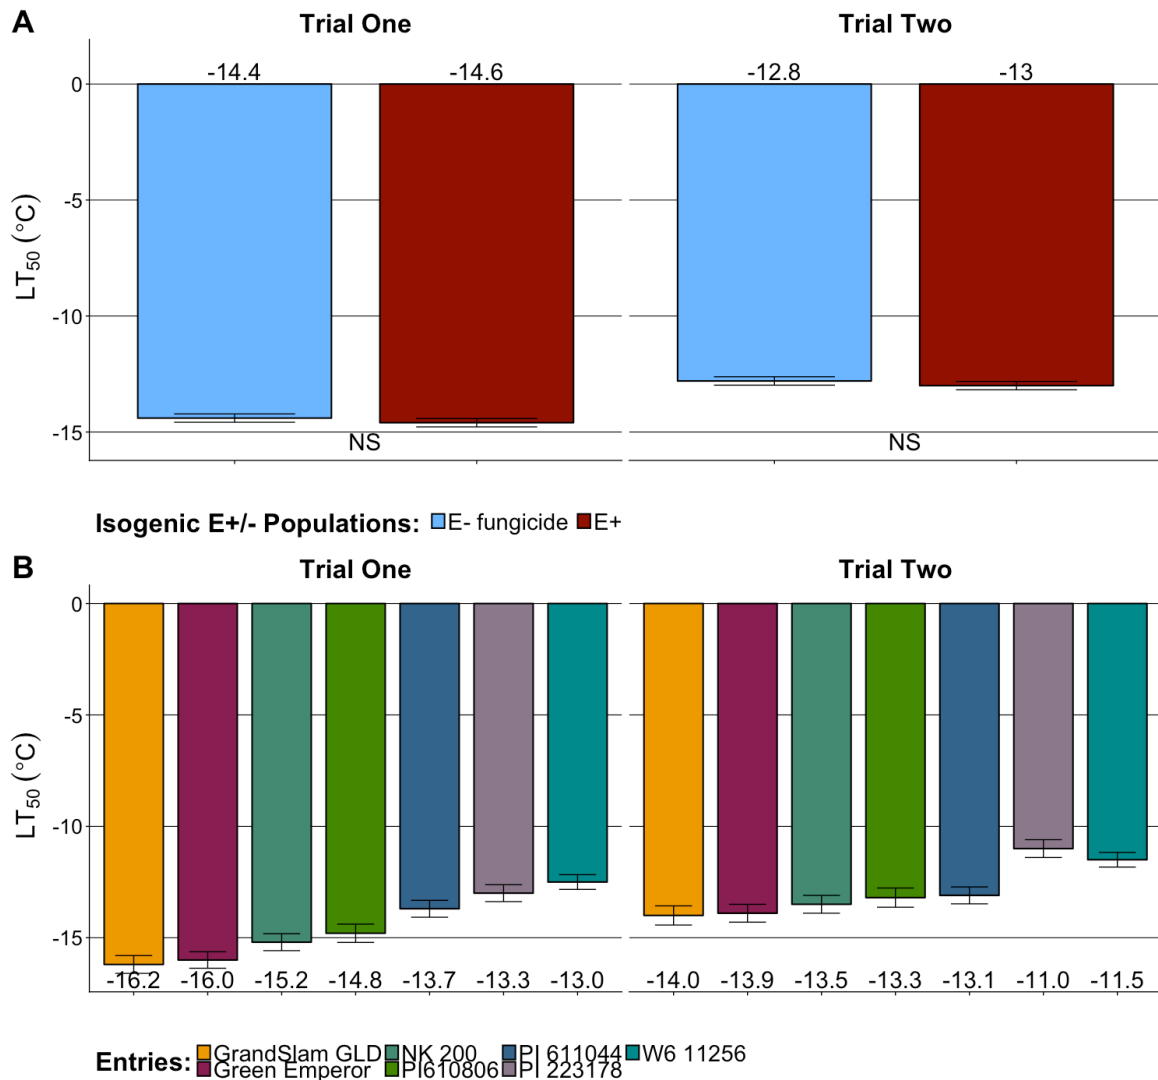 A
Trial One
Trial Two
-14.4
-14.6
-12.8
-13
0
-5
-10
-15
LT50 (°C)
NS
NS
Isogenic E+/- Populations: E- fungicide E+
B
Trial One
Trial Two
0
-5
-10
-15
LT50 (°C)
-16.2 -16.0 -15.2 -14.8 -13.7 -13.3 -13.0
-14.0 -13.9 -13.5 -13.3 -13.1 -11.0 -11.5
Entries: GrandSlam GLD NK 200 PI 611044 W6 11256
Green Emperor PI610806 PI 223178